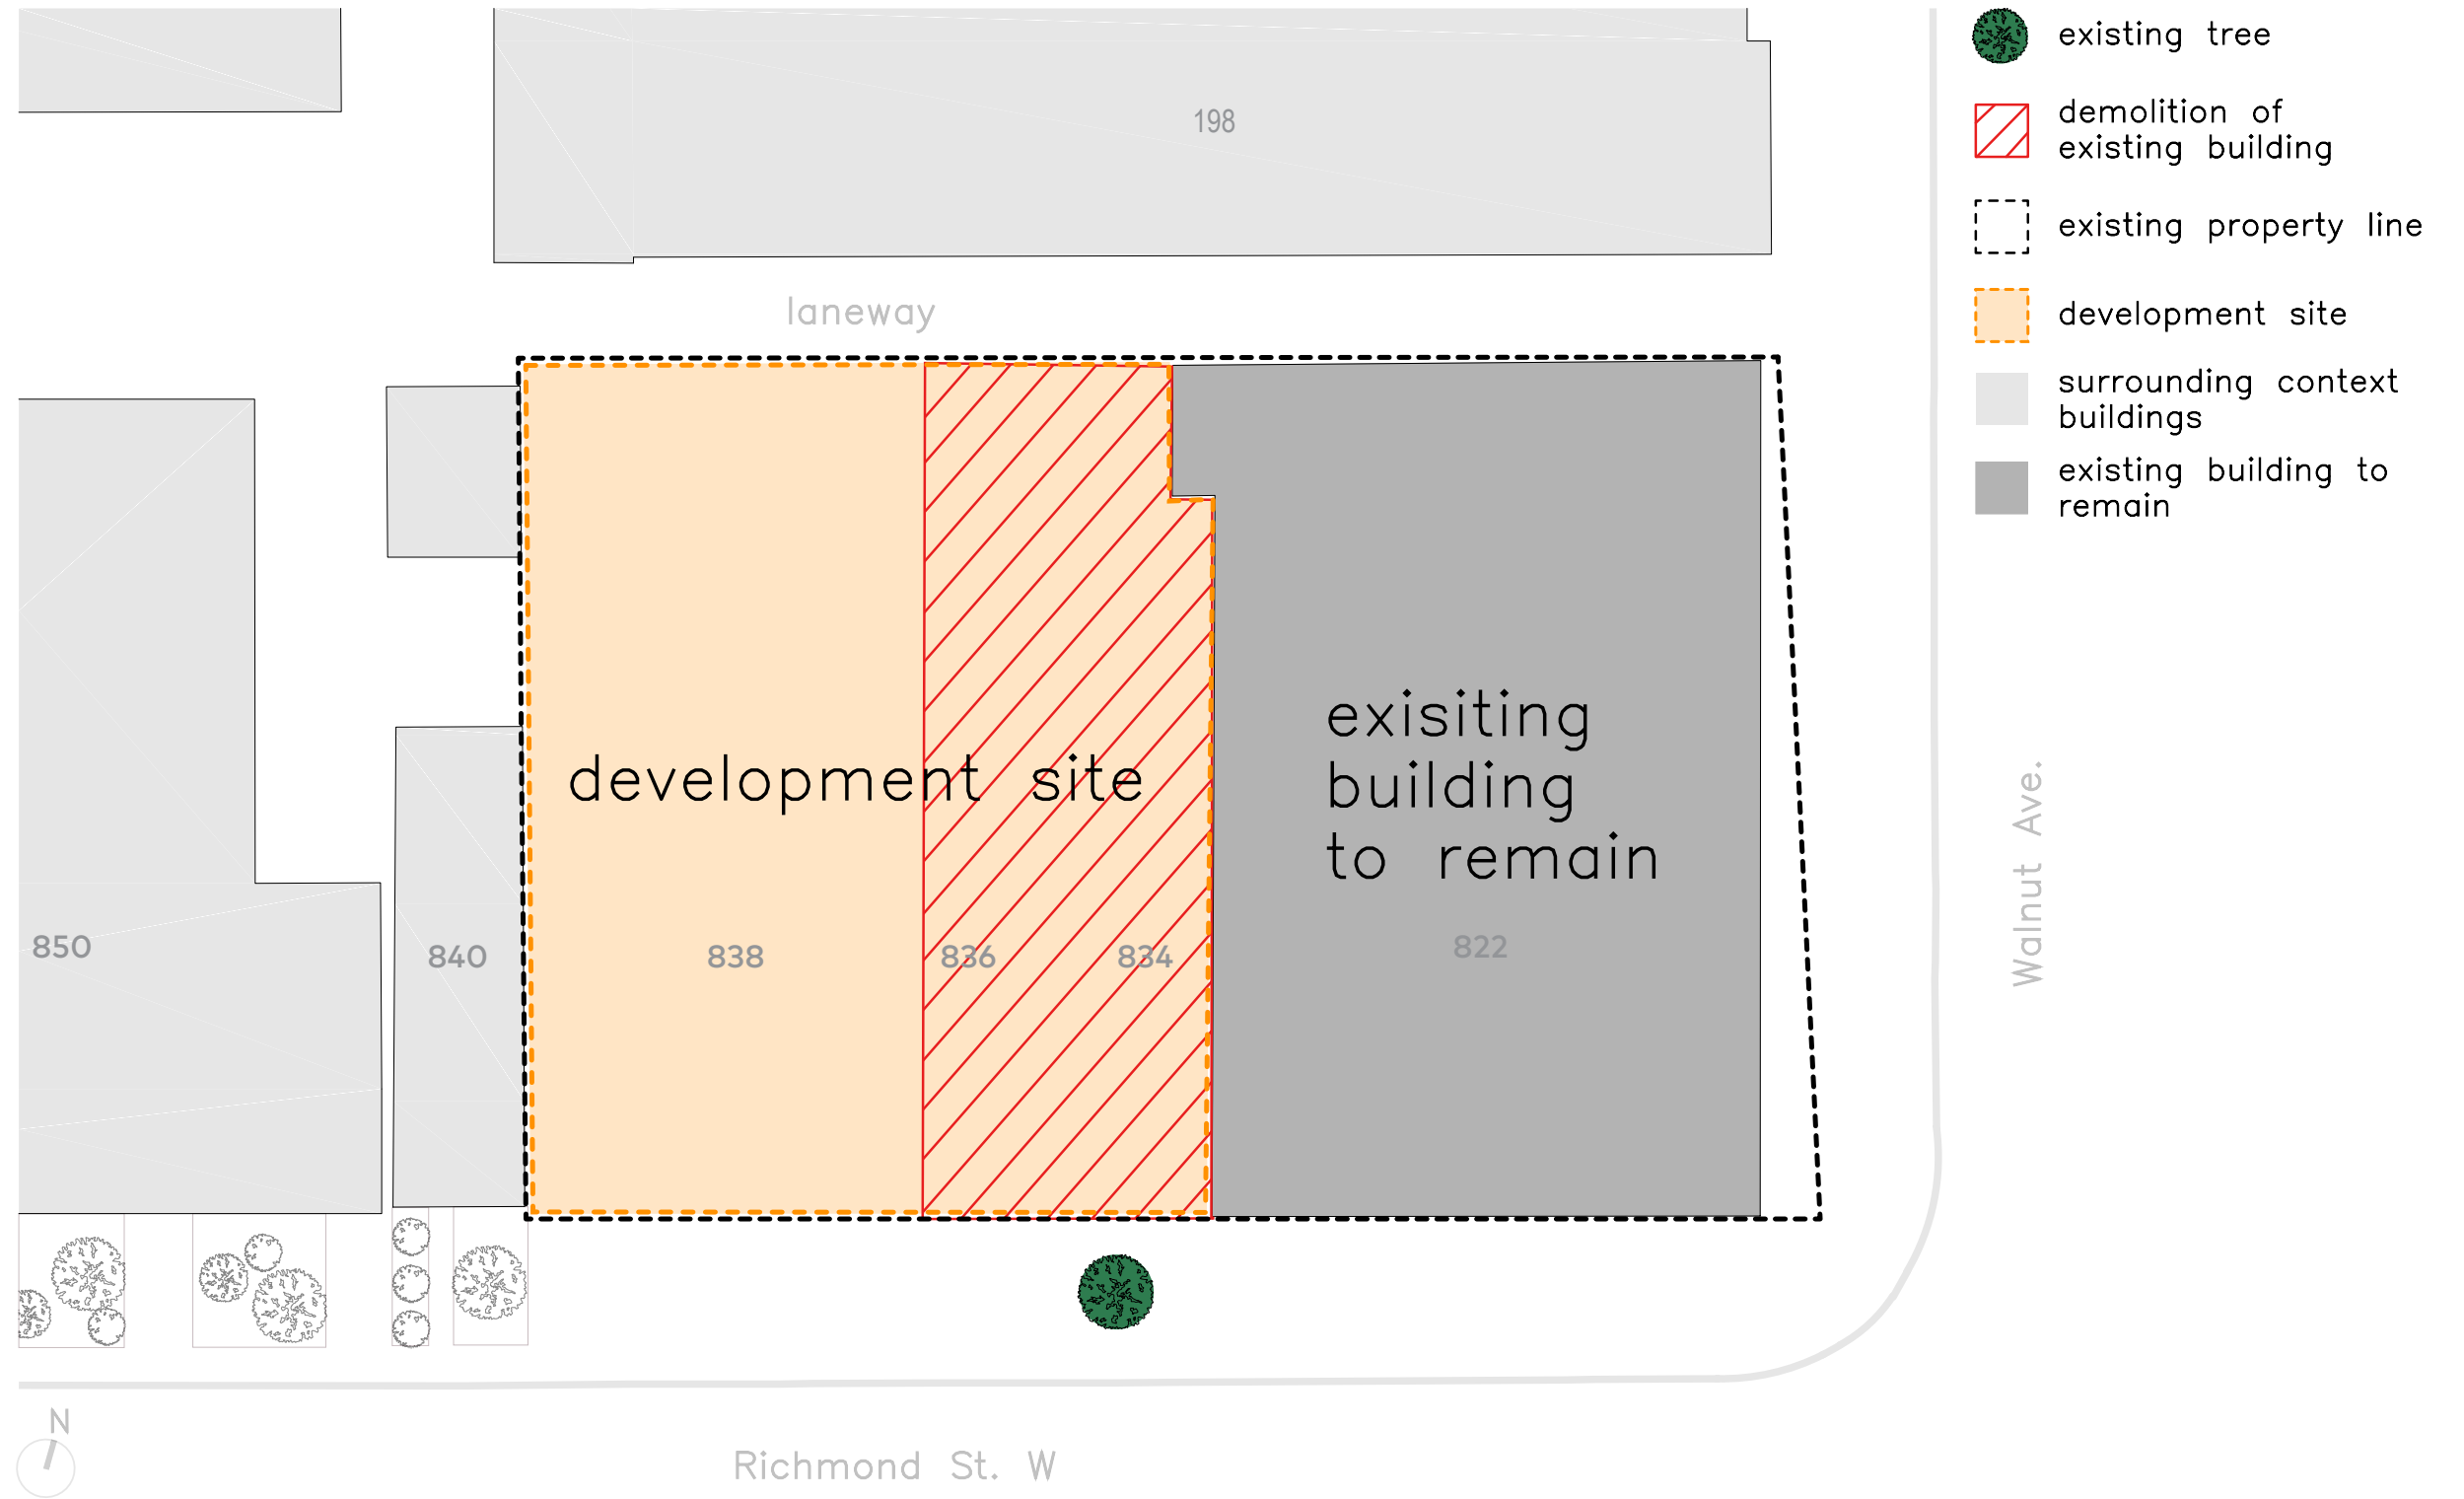 existing tree
demolition of
existing building
existing property line
development site
surrounding context
buildings
existing building to
remain
198
laneway
development site
exisiting
building
to remain
850
840
838
836
834
822
Walnut Ave.
N
Richmond St. W